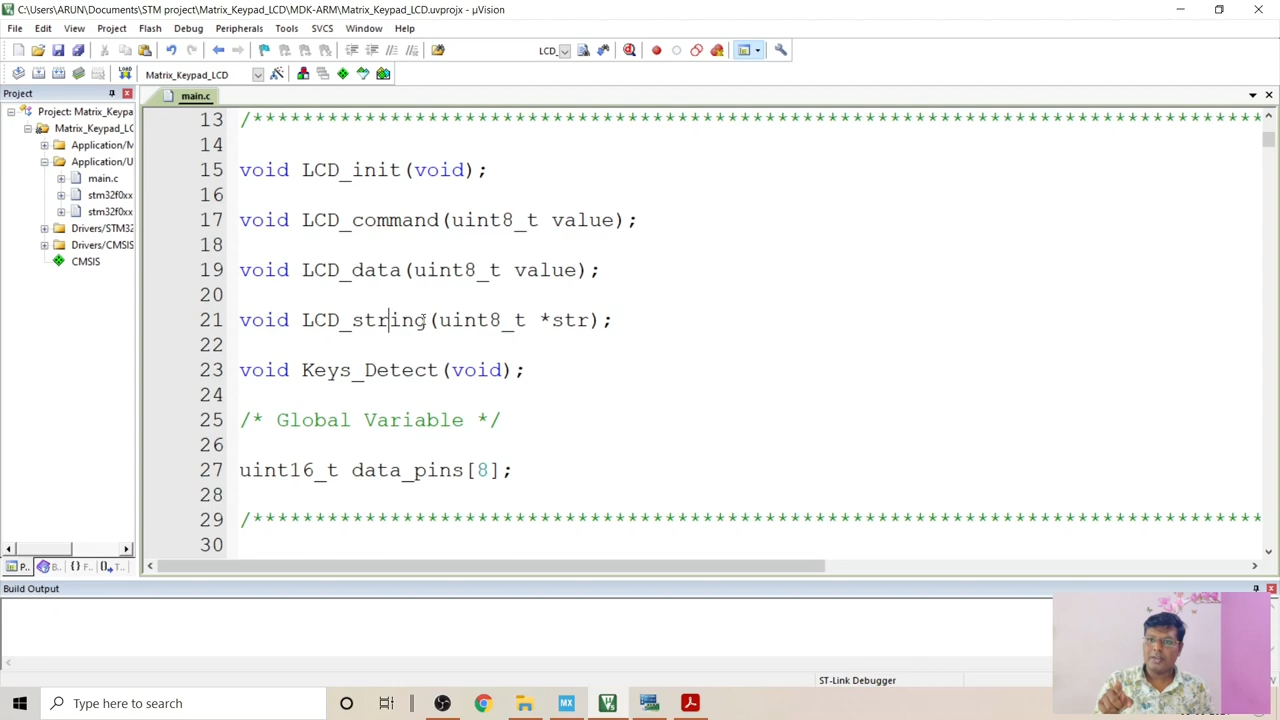 C:\Users\ARUN\Documents\STM project\Matrix_Keypad_LCD\MDK-ARM\Matrix_Keypad_LCD.uvprojx - µVision
File Edit View Project Flash Debug Peripherals Tools SVCS Window Help
LCD_
LOAD Matrix_Keypad_LCD
Project
main.c
Project: Matrix_Keypa
Matrix_Keypad_LC
Application/M
Application/U
main.c
stm32f0xx
stm32f0xx
Drivers/STM32
Drivers/CMSIS
CMSIS
13 /**********************************************************************************
14
15 void LCD_init(void);
16
17 void LCD_command(uint8_t value);
18
19 void LCD_data(uint8_t value);
20
21 void LCD_string(uint8_t *str);
22
23 void Keys_Detect(void);
24
25 /* Global Variable */
26
27 uint16_t data_pins[8];
28
29 /**********************************************************************************
30
P.. B.. {} F.. T..
Build Output
ST-Link Debugger
Type here to search
MX